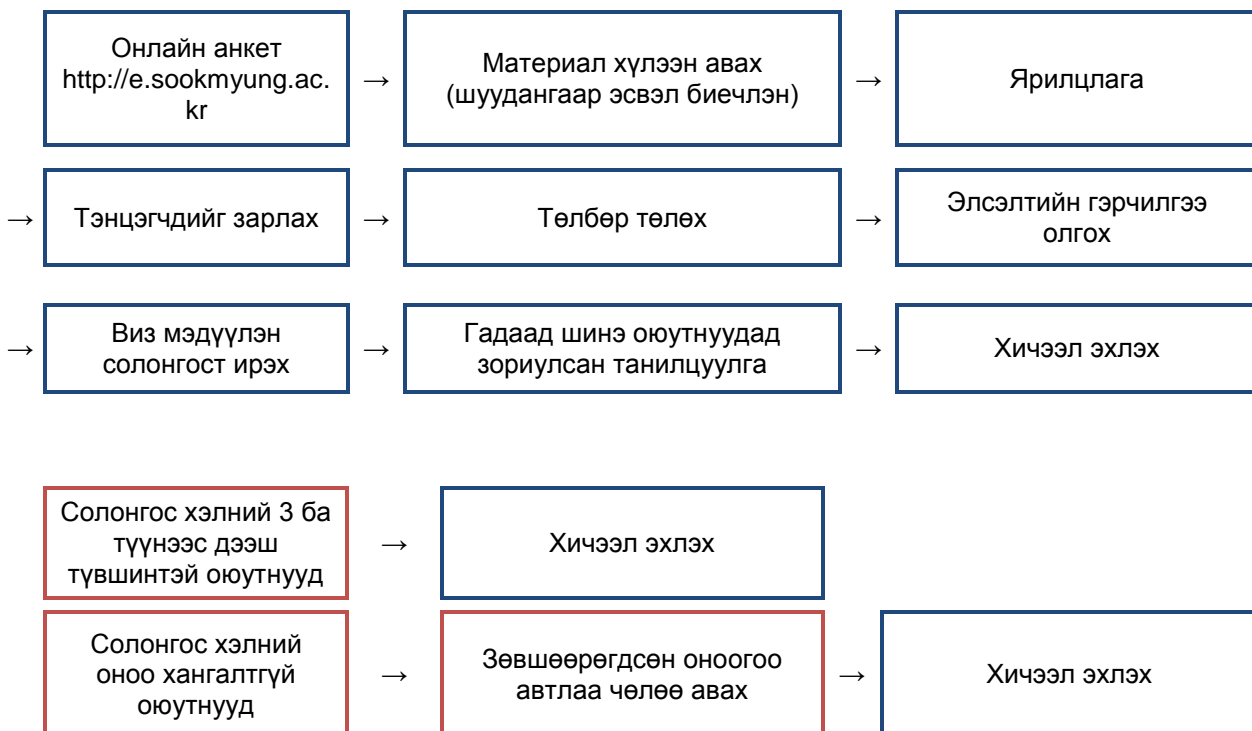 Онлайн анкет
http://e.sookmyung.ac.
kr
→
Материал хүлээн авах
(шуудангаар эсвэл биечлэн)
→
Ярилцлага
→
Тэнцэгчдийг зарлах
→
Төлбөр төлөх
→
Элсэлтийн гэрчилгээ
олгох
→
Виз мэдүүлэн
солонгост ирэх
→
Гадаад шинэ оюутнуудад
зориулсан танилцуулга
→
Хичээл эхлэх
Солонгос хэлний 3 ба
түүнээс дээш
түвшинтэй оюутнууд
→
Хичээл эхлэх
Солонгос хэлний
оноо хангалтгүй
оюутнууд
→
Зөвшөөрөгдсөн оноогоо
автлаа чөлөө авах
→
Хичээл эхлэх